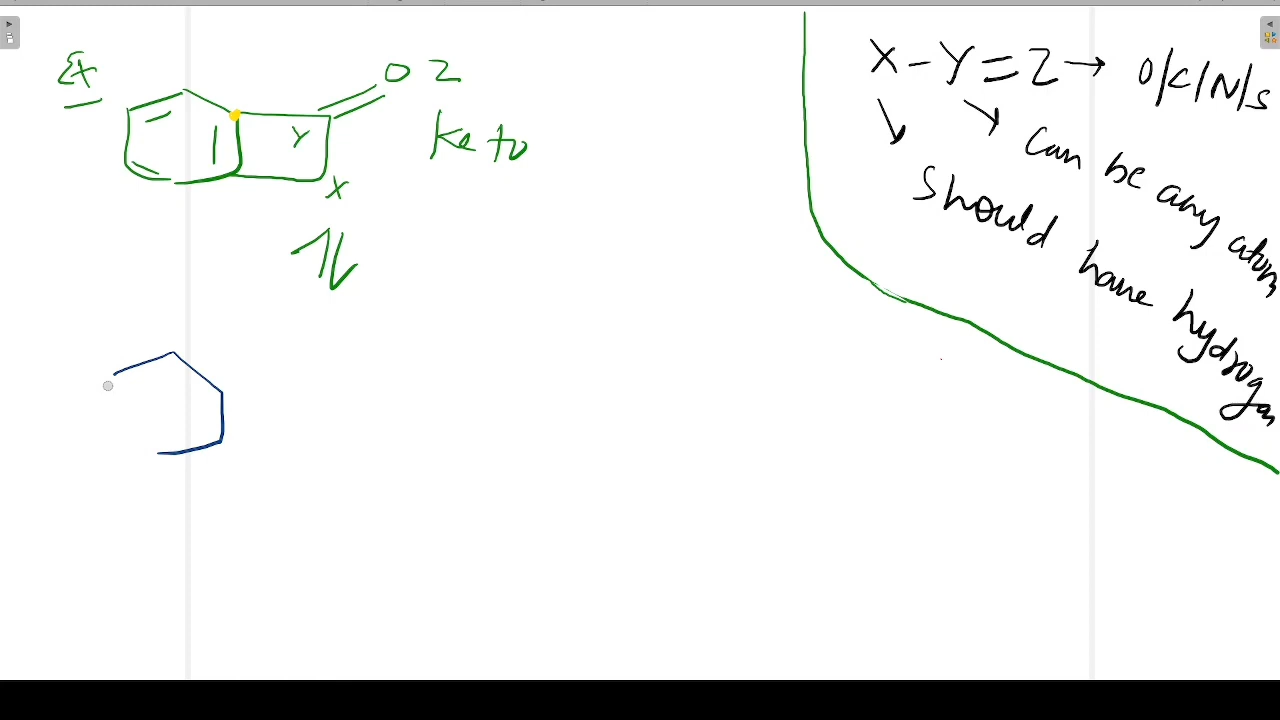 Ex
O Z
Y
Keto
X
X - Y = Z → O/C/N/S
Can be any atom
Should have hydrogen